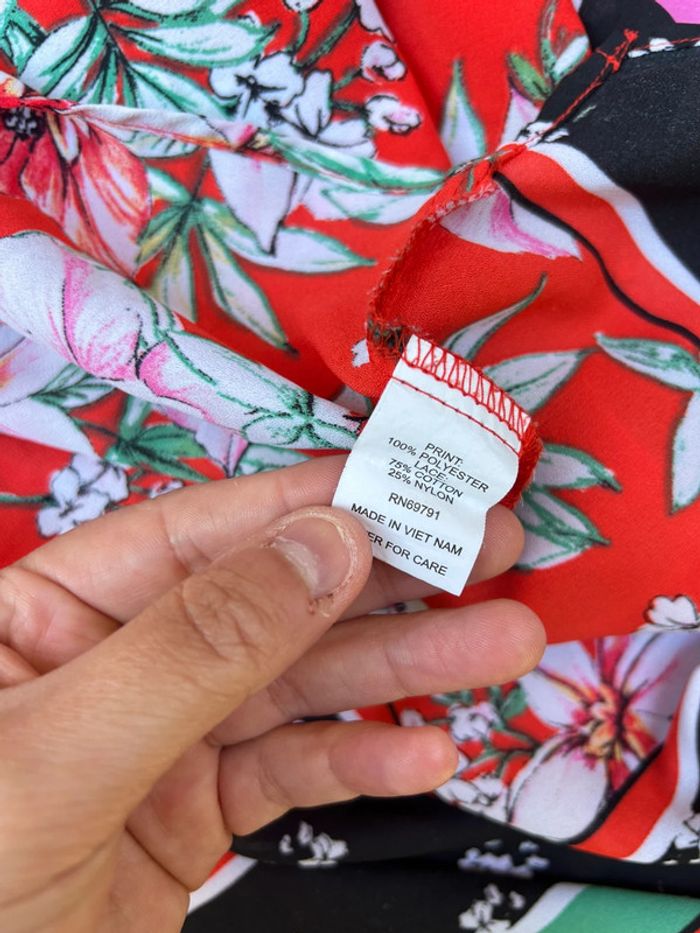 PRINT:
100% POLYESTER
LACE:
75% COTTON
25% NYLON
RN69791
MADE IN VIET NAM
FOR CARE